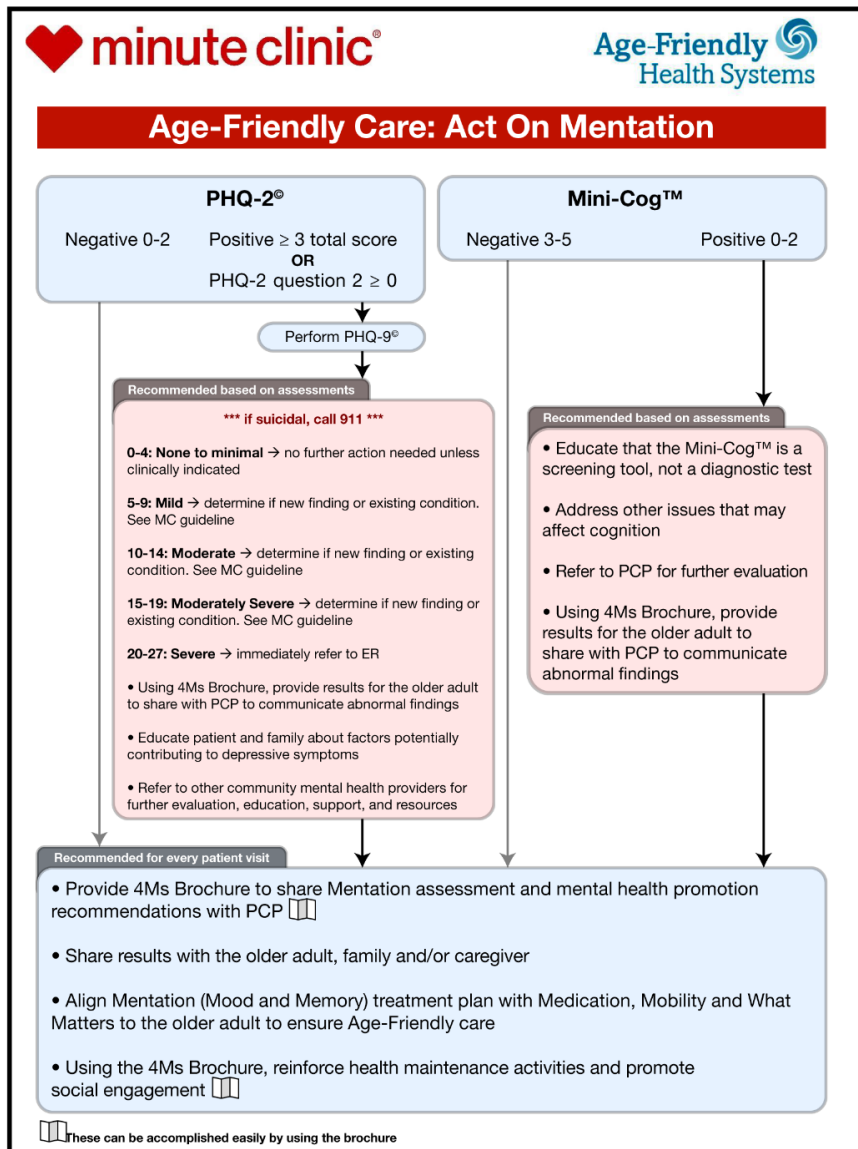 minute clinic®
Age-Friendly
Health Systems
Age-Friendly Care: Act On Mentation
PHQ-2©
Negative 0-2
Positive ≥ 3 total score
OR
PHQ-2 question 2 ≥ 0
Perform PHQ-9©
Recommended based on assessments
*** if suicidal, call 911 ***
0-4: None to minimal → no further action needed unless
clinically indicated
5-9: Mild → determine if new finding or existing condition.
See MC guideline
10-14: Moderate → determine if new finding or existing
condition. See MC guideline
15-19: Moderately Severe → determine if new finding or
existing condition. See MC guideline
20-27: Severe → immediately refer to ER
• Using 4Ms Brochure, provide results for the older adult
to share with PCP to communicate abnormal findings
• Educate patient and family about factors potentially
contributing to depressive symptoms
• Refer to other community mental health providers for
further evaluation, education, support, and resources
Mini-Cog™
Negative 3-5
Positive 0-2
Recommended based on assessments
• Educate that the Mini-Cog™ is a
screening tool, not a diagnostic test
• Address other issues that may
affect cognition
• Refer to PCP for further evaluation
• Using 4Ms Brochure, provide
results for the older adult to
share with PCP to communicate
abnormal findings
Recommended for every patient visit
• Provide 4Ms Brochure to share Mentation assessment and mental health promotion
recommendations with PCP
• Share results with the older adult, family and/or caregiver
• Align Mentation (Mood and Memory) treatment plan with Medication, Mobility and What
Matters to the older adult to ensure Age-Friendly care
• Using the 4Ms Brochure, reinforce health maintenance activities and promote
social engagement
These can be accomplished easily by using the brochure